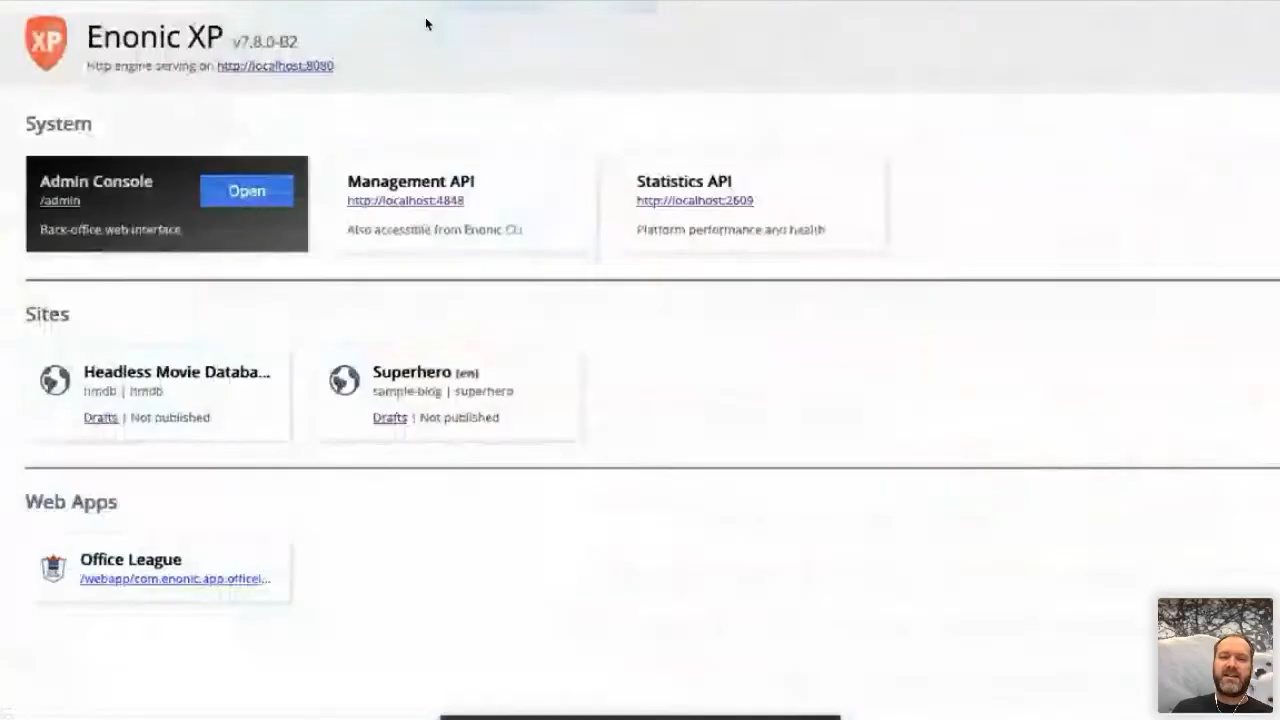 XP
Enonic XP v7.8.0-B2
Http engine serving on http://localhost:8080
System
Admin Console
/admin
Open
Back-office web interface
Management API
http://localhost:4848
Also accessible from Enonic CLI
Statistics API
http://localhost:2609
Platform performance and health
Sites
Headless Movie Databa...
hmdb | hmdb
Drafts | Not published
Superhero (en)
sample-blog | superhero
Drafts | Not published
Web Apps
Office League
/webapp/com.enonic.app.officel...